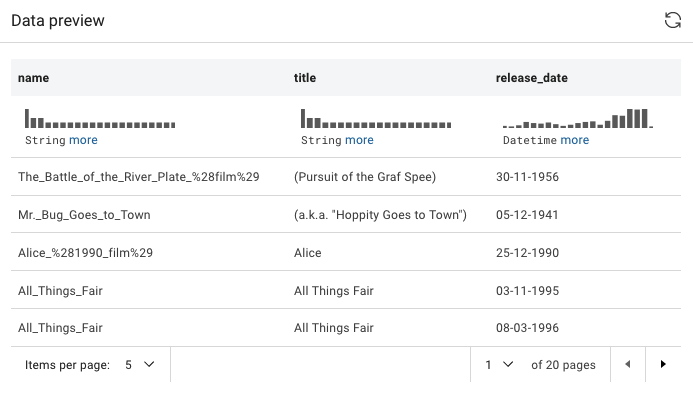 Data preview
name title release_date
String more String more Datetime more
The_Battle_of_the_River_Plate_%28film%29 (Pursuit of the Graf Spee) 30-11-1956
Mr._Bug_Goes_to_Town (a.k.a. "Hoppity Goes to Town") 05-12-1941
Alice_%281990_film%29 Alice 25-12-1990
All_Things_Fair All Things Fair 03-11-1995
All_Things_Fair All Things Fair 08-03-1996
Items per page: 5 1 of 20 pages